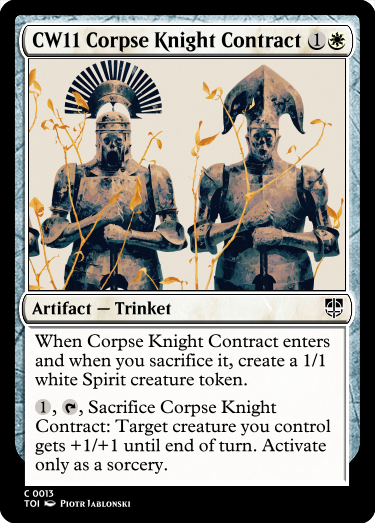 CW11 Corpse Knight Contract 1
Artifact — Trinket
When Corpse Knight Contract enters
and when you sacrifice it, create a 1/1
white Spirit creature token.
1, , Sacrifice Corpse Knight
Contract: Target creature you control
gets +1/+1 until end of turn. Activate
only as a sorcery.
C 0013
TOI Piotr Jablonski